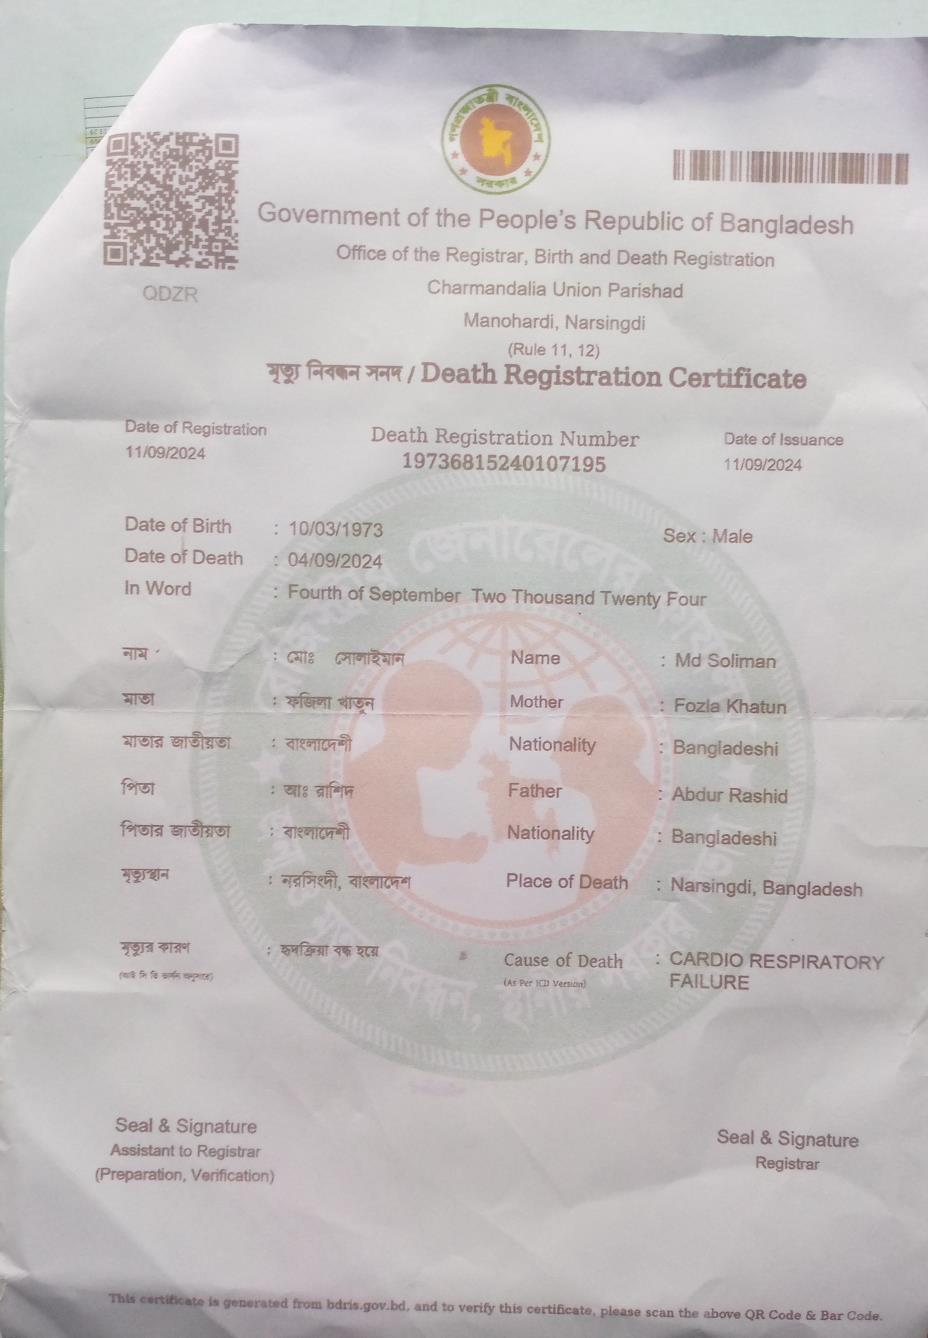 গণপ্রজাতন্ত্রী বাংলাদেশ
সরকার
QDZR
Government of the People's Republic of Bangladesh
Office of the Registrar, Birth and Death Registration
Charmandalia Union Parishad
Manohardi, Narsingdi
(Rule 11, 12)
মৃত্যু নিবন্ধন সনদ / Death Registration Certificate
Date of Registration
11/09/2024
Death Registration Number
19736815240107195
Date of Issuance
11/09/2024
Date of Birth : 10/03/1973 Sex : Male
Date of Death : 04/09/2024
In Word : Fourth of September Two Thousand Twenty Four
নাম : মোঃ সোলাইমান Name : Md Soliman
মাতা : ফজিলা খাতুন Mother : Fozla Khatun
মাতার জাতীয়তা : বাংলাদেশী Nationality : Bangladeshi
পিতা : আঃ রাশিদ Father : Abdur Rashid
পিতার জাতীয়তা : বাংলাদেশী Nationality : Bangladeshi
মৃত্যুস্থান : নরসিংদী, বাংলাদেশ Place of Death : Narsingdi, Bangladesh
মৃত্যুর কারণ : হৃদক্রিয়া বন্ধ হয়ে Cause of Death : CARDIO RESPIRATORY
(আই সি ডি ভার্সন অনুসারে) (As Per ICD Version) FAILURE
Seal & Signature
Assistant to Registrar
(Preparation, Verification)
Seal & Signature
Registrar
This certificate is generated from bdris.gov.bd, and to verify this certificate, please scan the above QR Code & Bar Code.